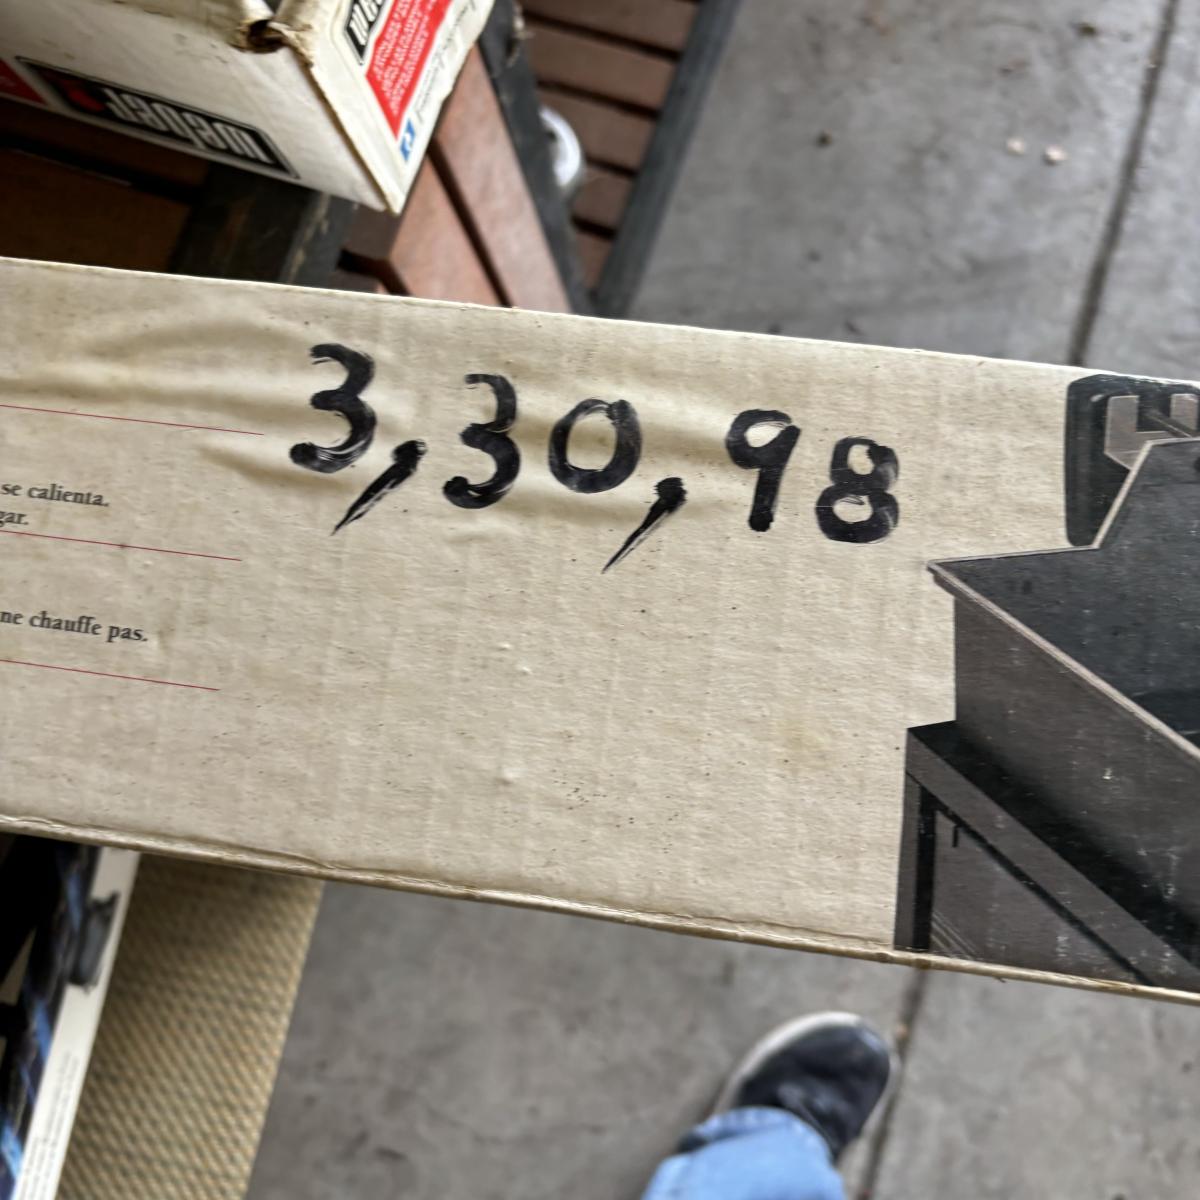 weber
3,30,98
se calienta.
gar.
ne chauffe pas.